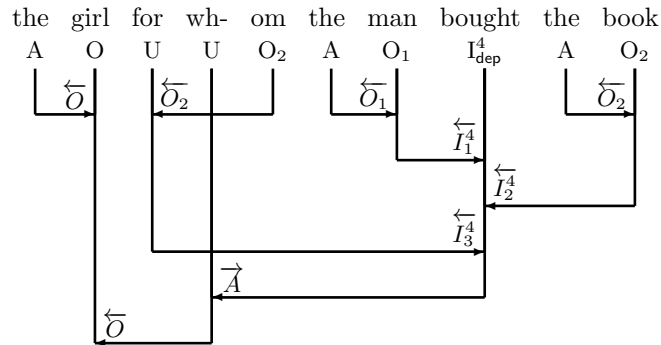 the girl for wh- om the man bought the book
A O U U O₂ A O₁ I⁴dep A O₂
←O ←O₂ ←O₁ ←O₂
←I⁴₁
←I⁴₂
←I⁴₃
→A
←O